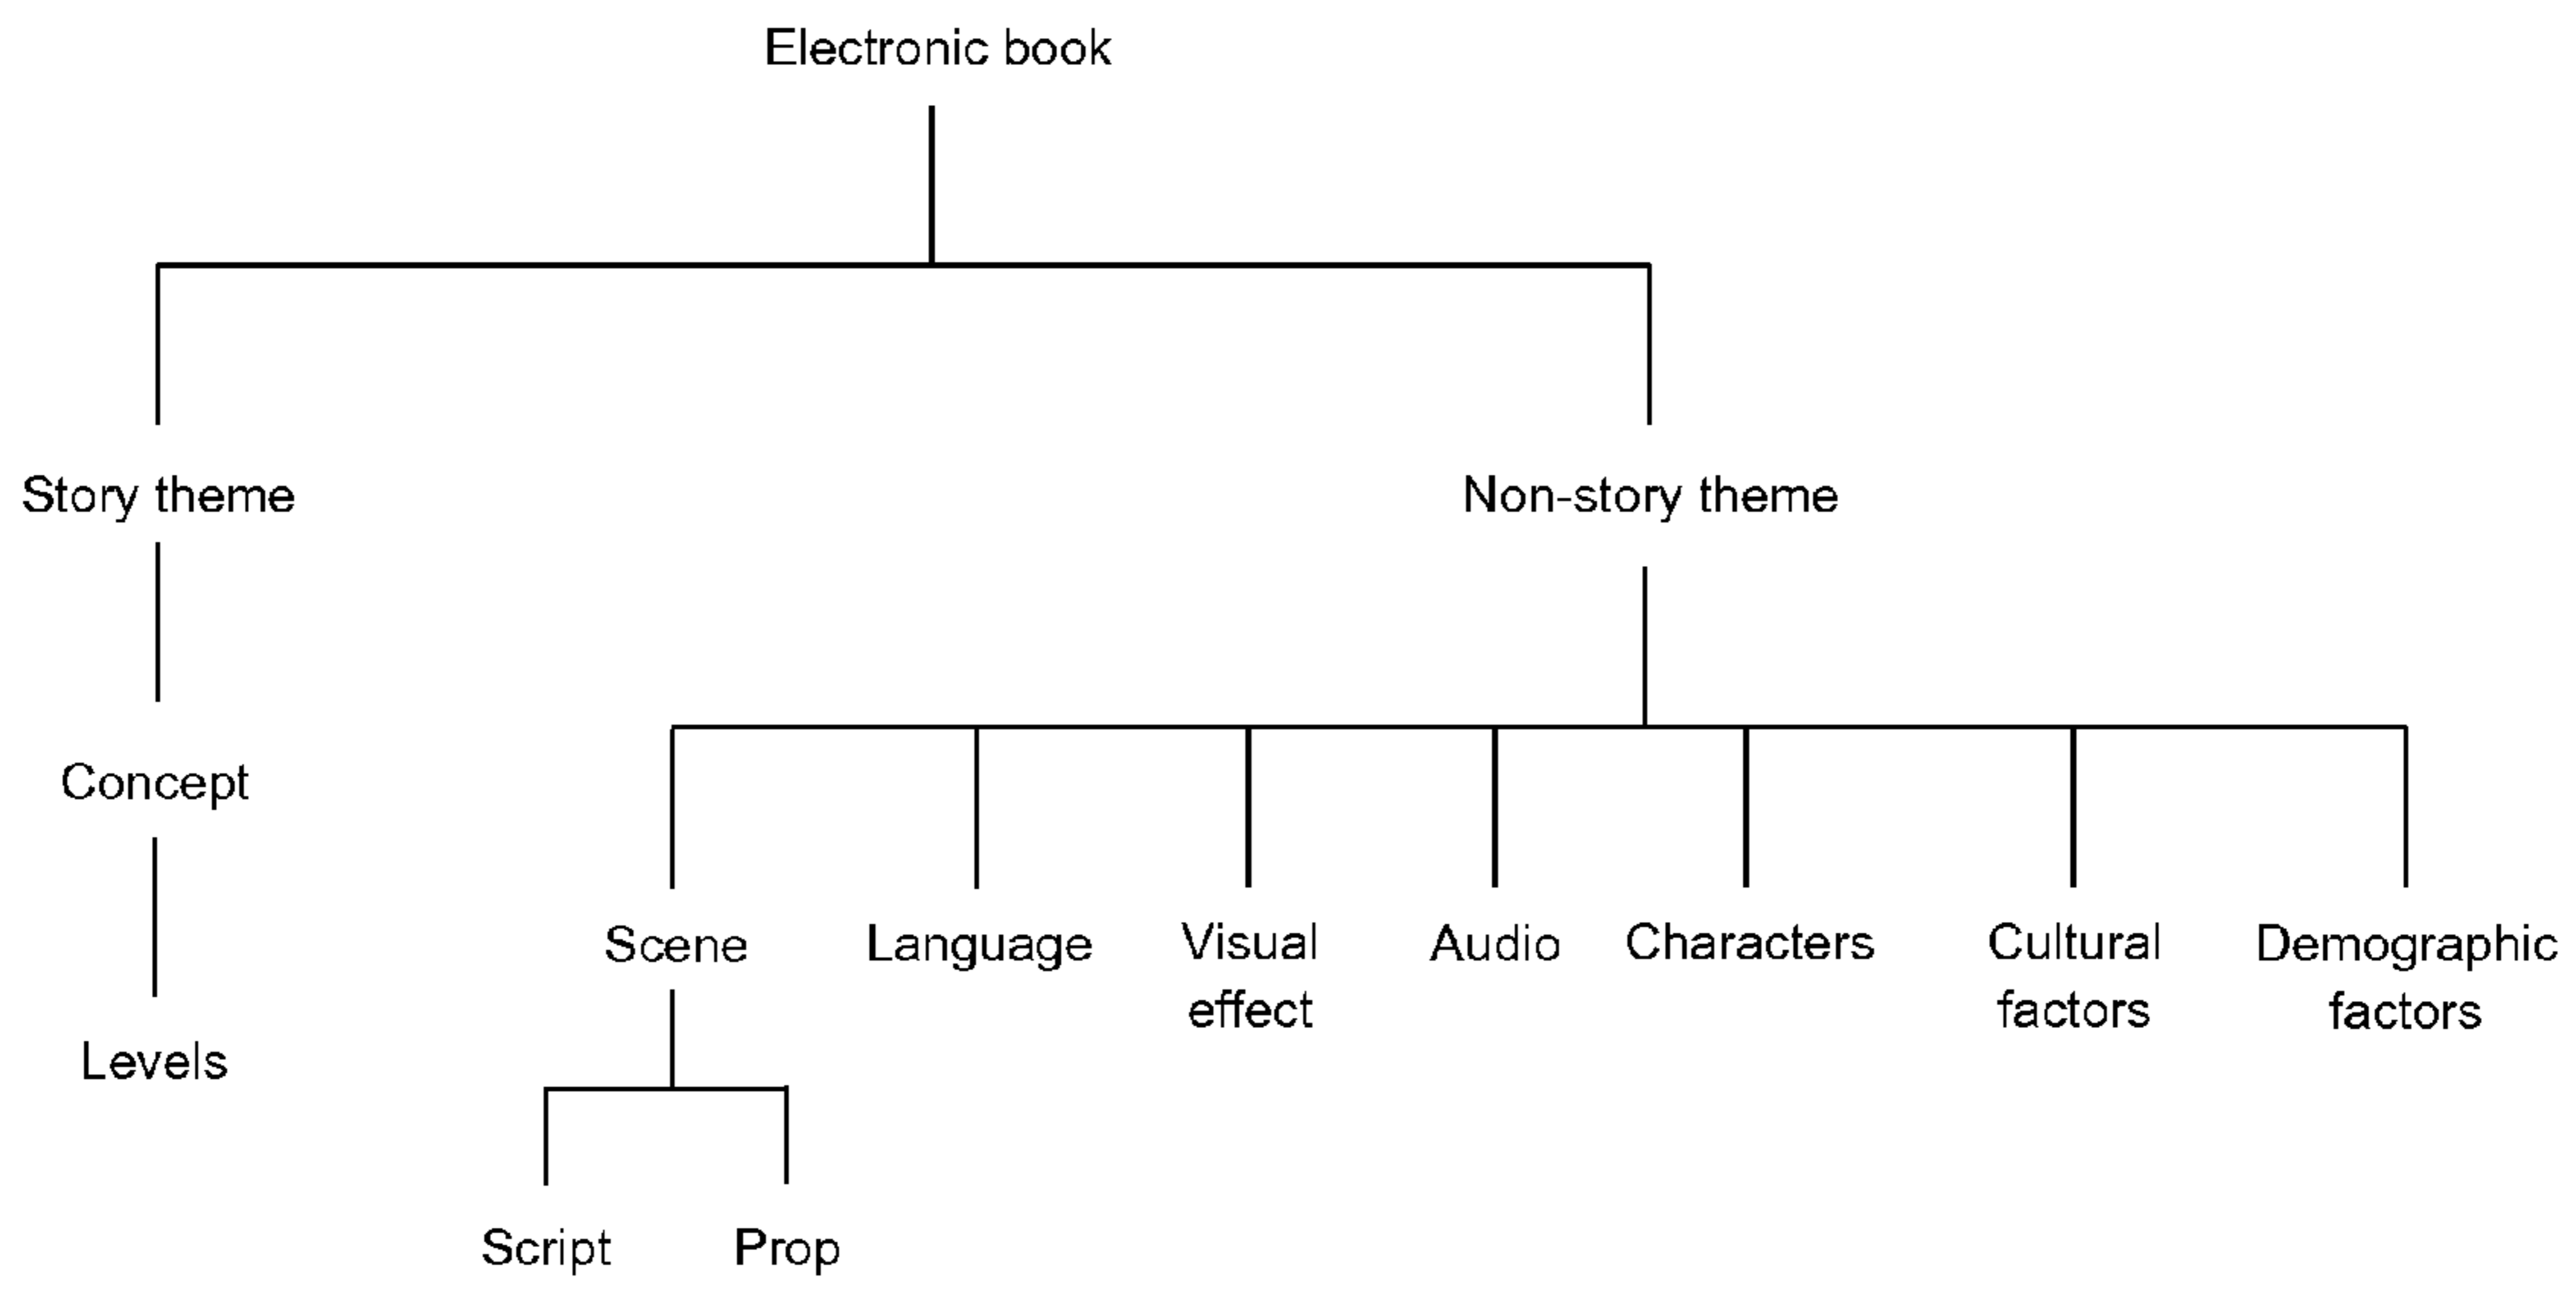 Electronic book
Story theme
Non-story theme
Concept
Scene
Language
Visual
effect
Audio
Characters
Cultural
factors
Demographic
factors
Levels
Script
Prop